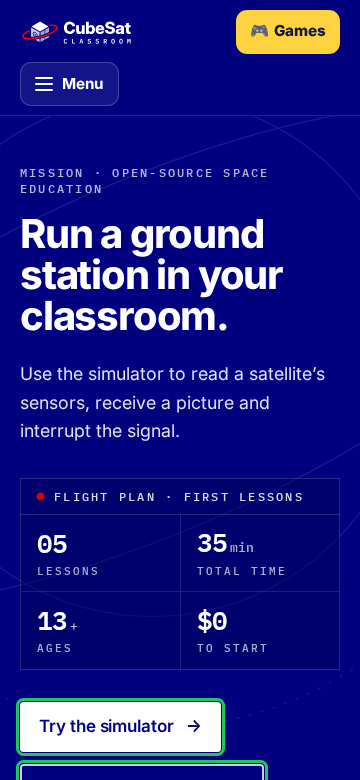 CubeSat
CLASSROOM
🎮 Games
Menu
MISSION · OPEN-SOURCE SPACE
EDUCATION
Run a ground
station in your
classroom.
Use the simulator to read a satellite’s
sensors, receive a picture and
interrupt the signal.
FLIGHT PLAN · FIRST LESSONS
05
LESSONS
35 min
TOTAL TIME
13+
AGES
$0
TO START
Try the simulator →